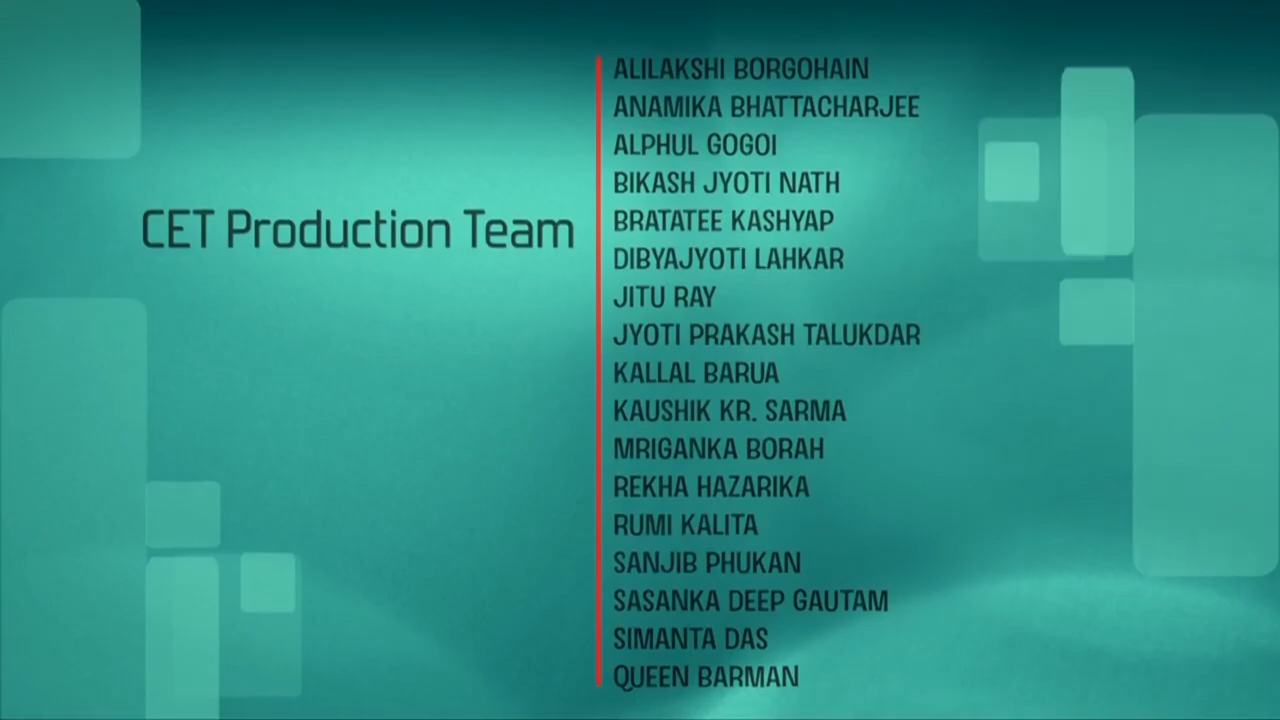 CET Production Team
ALILAKSHI BORGOHAIN
ANAMIKA BHATTACHARJEE
ALPHUL GOGOI
BIKASH JYOTI NATH
BRATATEE KASHYAP
DIBYAJYOTI LAHKAR
JITU RAY
JYOTI PRAKASH TALUKDAR
KALLAL BARUA
KAUSHIK KR. SARMA
MRIGANKA BORAH
REKHA HAZARIKA
RUMI KALITA
SANJIB PHUKAN
SASANKA DEEP GAUTAM
SIMANTA DAS
QUEEN BARMAN